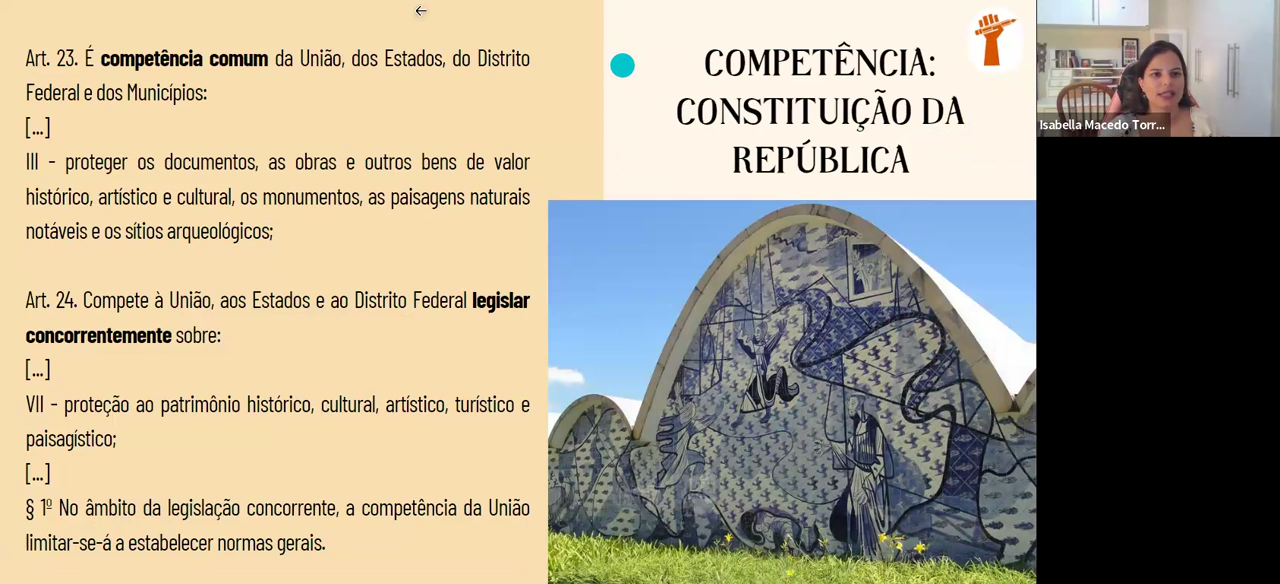 Art. 23. É competência comum da União, dos Estados, do Distrito
Federal e dos Municípios:
[...]
III - proteger os documentos, as obras e outros bens de valor
histórico, artístico e cultural, os monumentos, as paisagens naturais
notáveis e os sítios arqueológicos;
Art. 24. Compete à União, aos Estados e ao Distrito Federal legislar
concorrentemente sobre:
[...]
VII - proteção ao patrimônio histórico, cultural, artístico, turístico e
paisagístico;
[...]
§ 1º No âmbito da legislação concorrente, a competência da União
limitar-se-á a estabelecer normas gerais.
COMPETÊNCIA:
CONSTITUIÇÃO DA
REPÚBLICA
Isabella Macedo Torr...